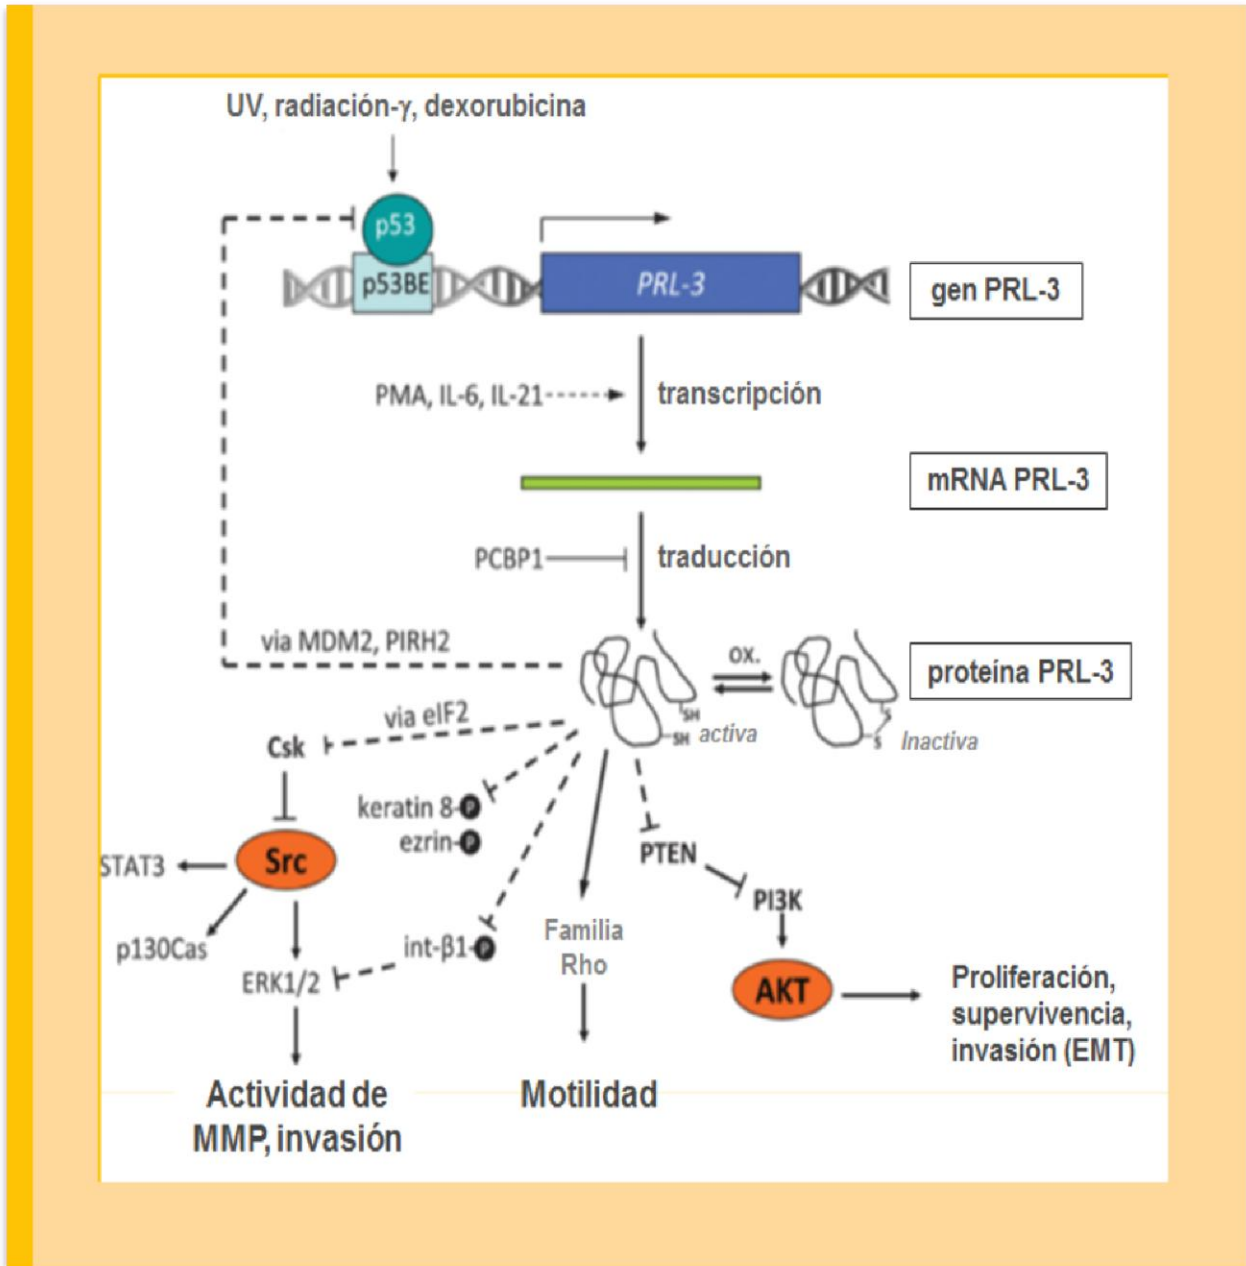 UV, radiación-γ, dexorubicina
p53
p53BE
PRL-3
gen PRL-3
PMA, IL-6, IL-21
transcripción
mRNA PRL-3
PCBP1
traducción
via MDM2, PIRH2
ox.
proteína PRL-3
SH
SH
activa
S
S
Inactiva
via eIF2
Csk
keratin 8-P
ezrin-P
Src
STAT3
p130Cas
ERK1/2
int-β1-P
Familia
Rho
PTEN
PI3K
AKT
Proliferación,
supervivencia,
invasión (EMT)
Actividad de
MMP, invasión
Motilidad